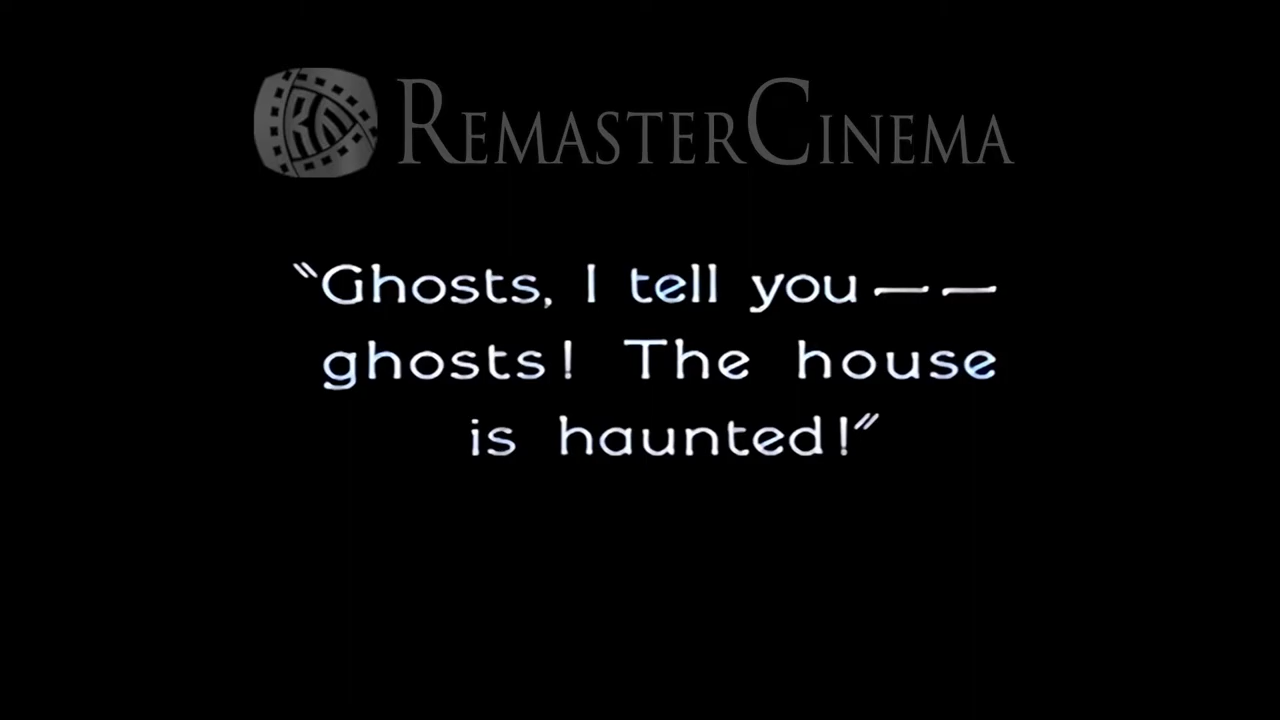 REMASTERCINEMA
"Ghosts, I tell you——
ghosts! The house
is haunted!"